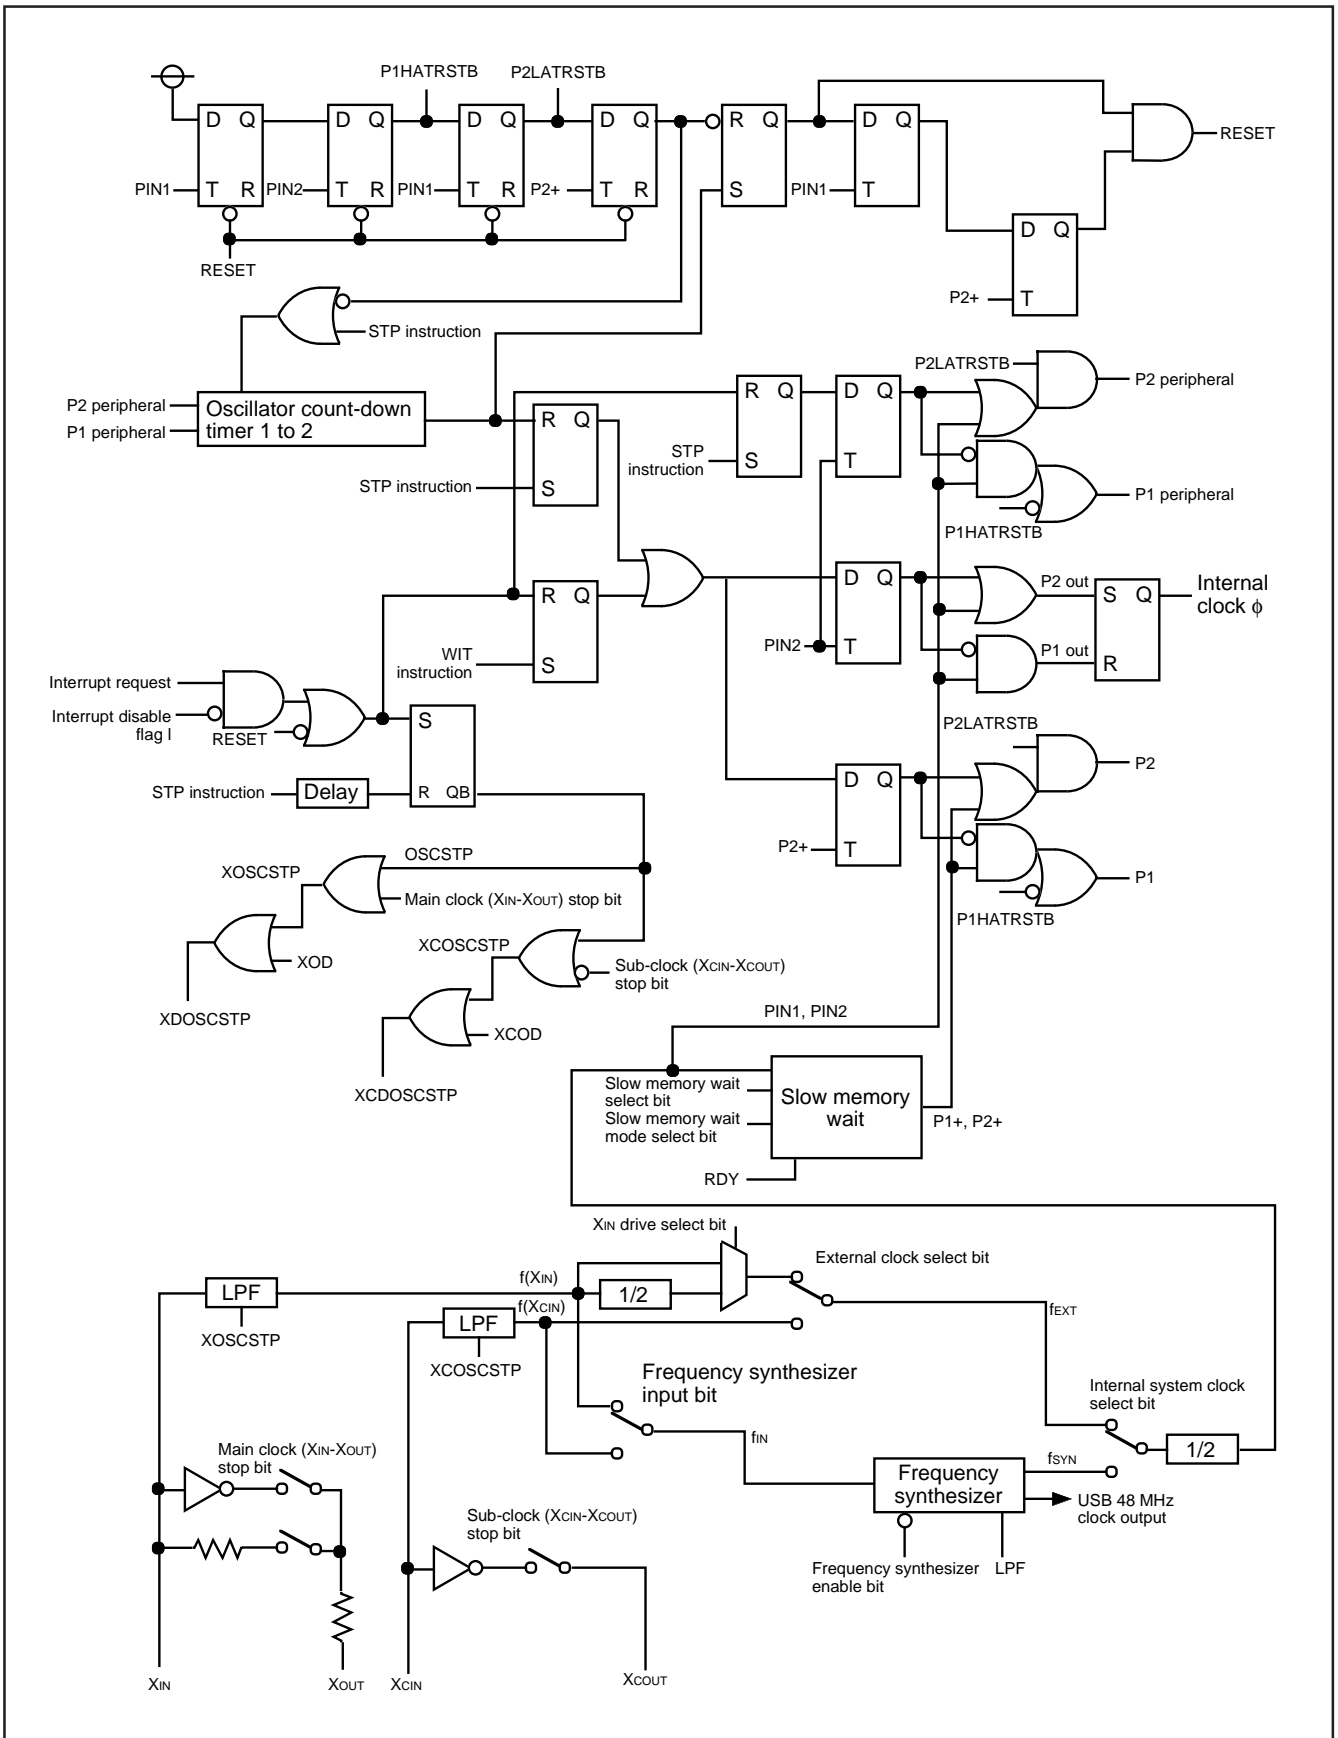 P1HATRSTB
P2LATRSTB
D Q
D Q
D Q
D Q
R Q
D Q
RESET
PIN1
T R
PIN2
T R
PIN1
T R
P2+
T R
S
PIN1
T
D Q
RESET
P2+
T
STP instruction
P2LATRSTB
P2 peripheral
P2 peripheral
P1 peripheral
Oscillator count-down
timer 1 to 2
R Q
R Q
D Q
STP
instruction
S
T
STP instruction
S
P1 peripheral
P1HATRSTB
R Q
D Q
P2 out
S Q
Internal
clock ϕ
WIT
instruction
S
PIN2
T
P1 out
R
Interrupt request
Interrupt disable
flag I
RESET
S
P2LATRSTB
P2
STP instruction
Delay
R QB
D Q
P2+
T
OSCSTP
XOSCSTP
Main clock (XIN-XOUT) stop bit
P1
P1HATRSTB
XOD
XCOSCSTP
Sub-clock (XCIN-XCOUT)
stop bit
XDOSCSTP
XCOD
PIN1, PIN2
XCDOSCSTP
Slow memory wait
select bit
Slow memory wait
mode select bit
Slow memory
wait
P1+, P2+
RDY
XIN drive select bit
External clock select bit
LPF
f(XIN)
1/2
fEXT
XOSCSTP
LPF
f(XCIN)
XCOSCSTP
Frequency synthesizer
input bit
Internal system clock
select bit
fIN
1/2
Main clock (XIN-XOUT)
stop bit
fSYN
Frequency
synthesizer
USB 48 MHz
clock output
Sub-clock (XCIN-XCOUT)
stop bit
Frequency synthesizer
enable bit
LPF
XIN
XOUT
XCIN
XCOUT